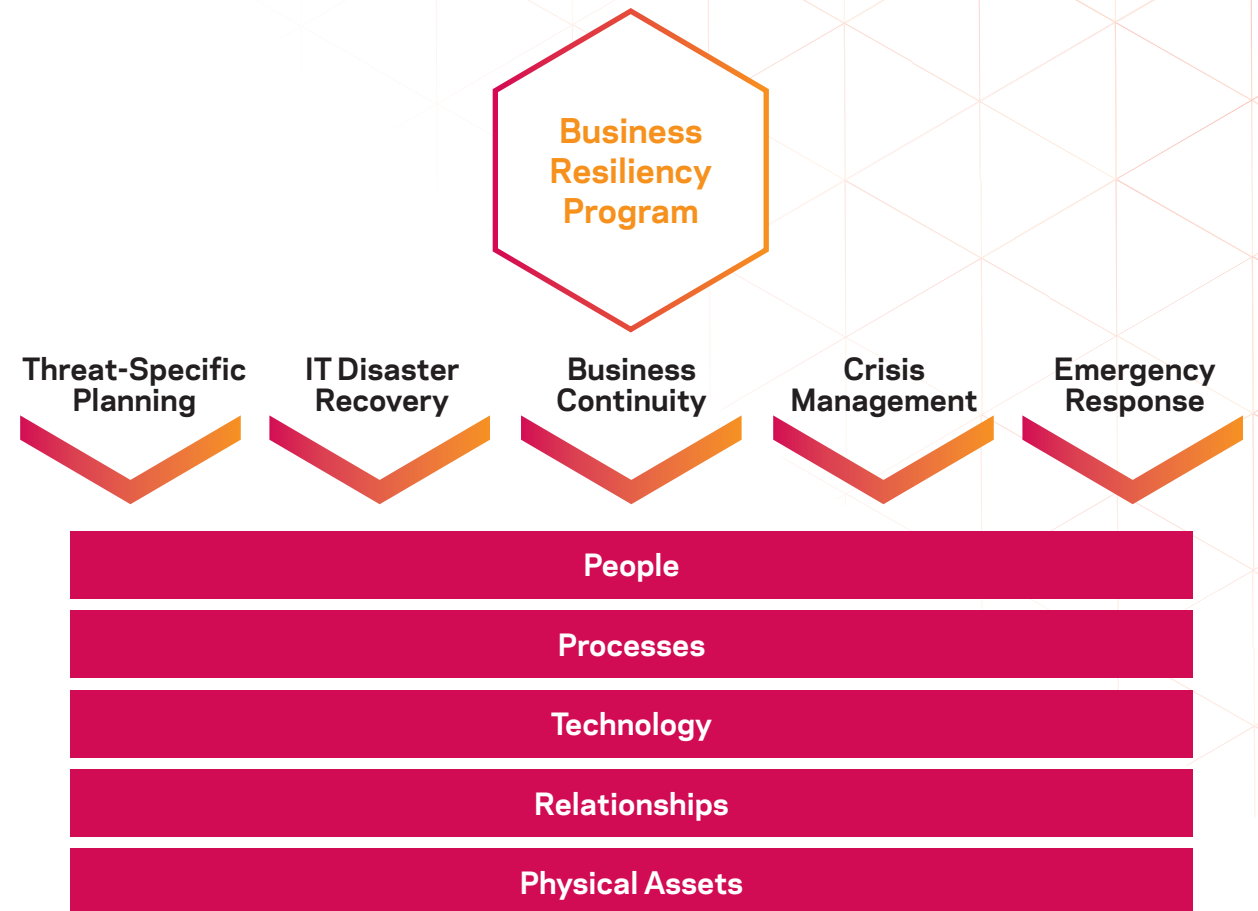 Business
Resiliency
Program
Threat-Specific
Planning
IT Disaster
Recovery
Business
Continuity
Crisis
Management
Emergency
Response
People
Processes
Technology
Relationships
Physical Assets